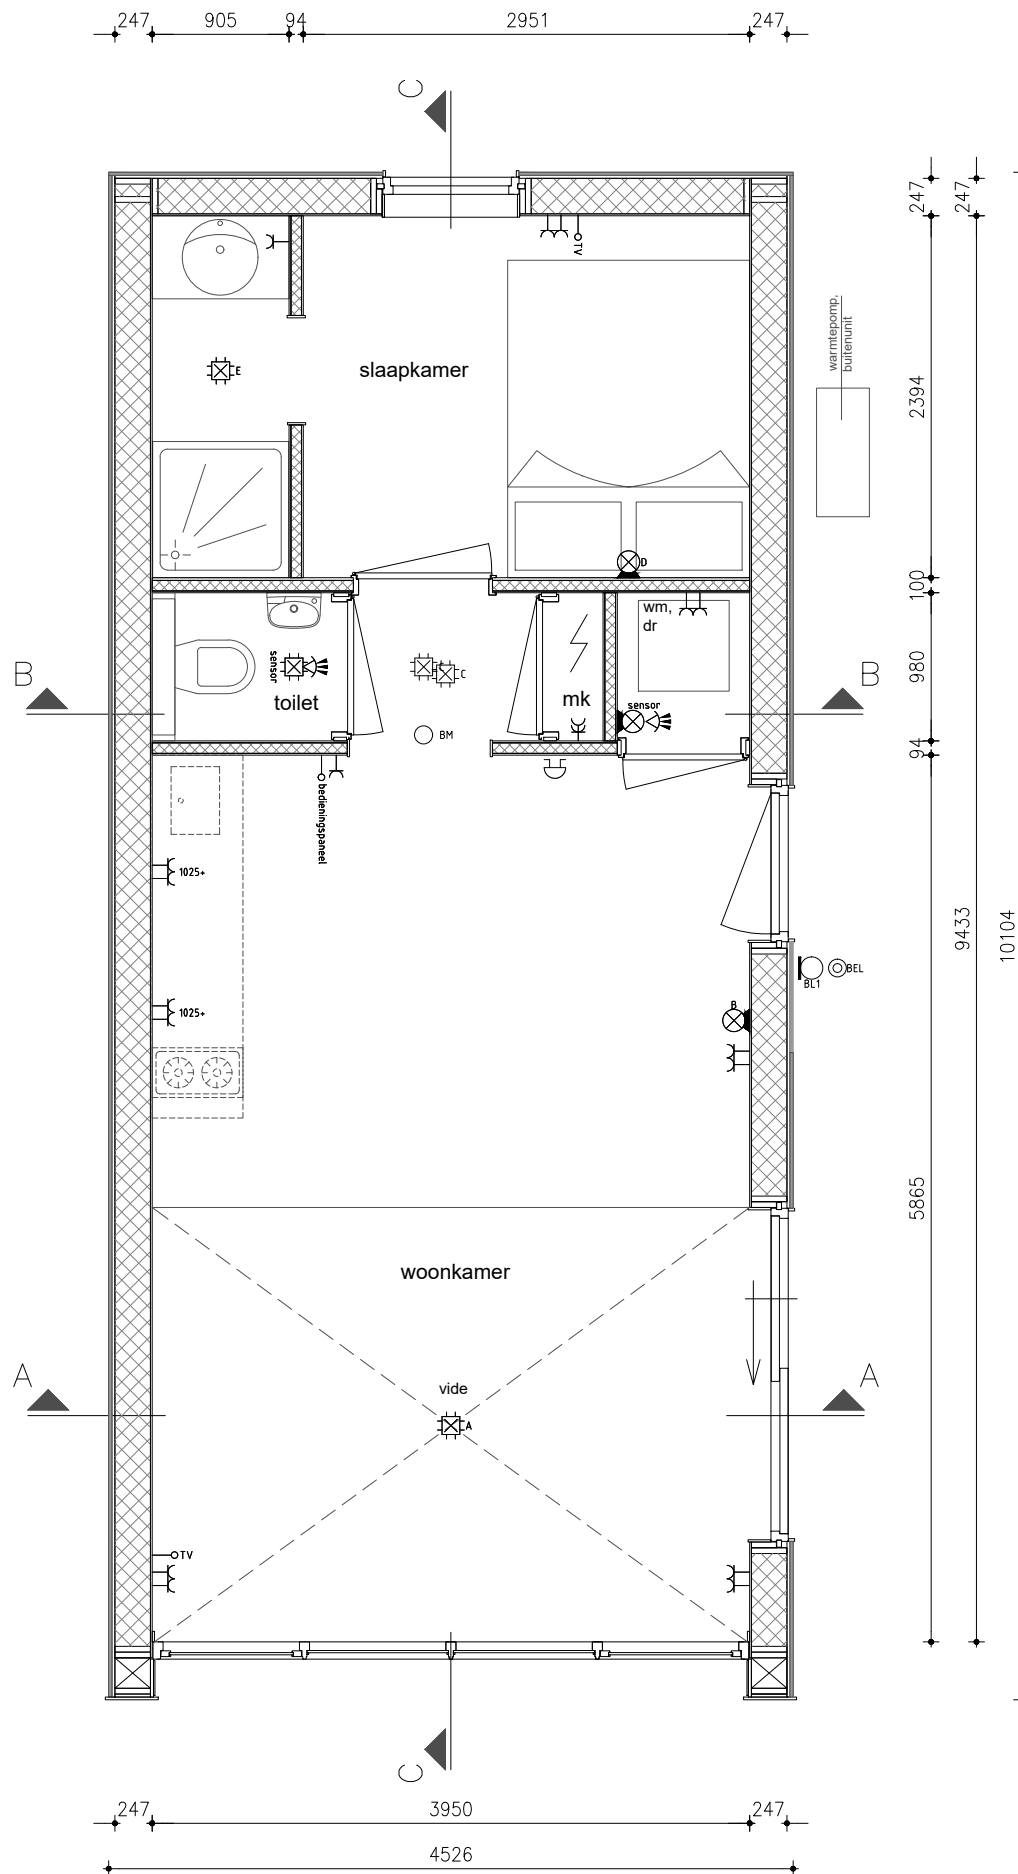 247 905 94 2951 247
C
247
247
TV
warmtepomp,
buitenunit
E
slaapkamer
2394
D
100
wm,
dr
B
sensor
toilet
C
mk
sensor
980
B
BM
94
bedieningspaneel
1025+
9433
10104
BEL
BL1
1025+
B
5865
woonkamer
A
vide
A
A
TV
C
247 3950 247
4526